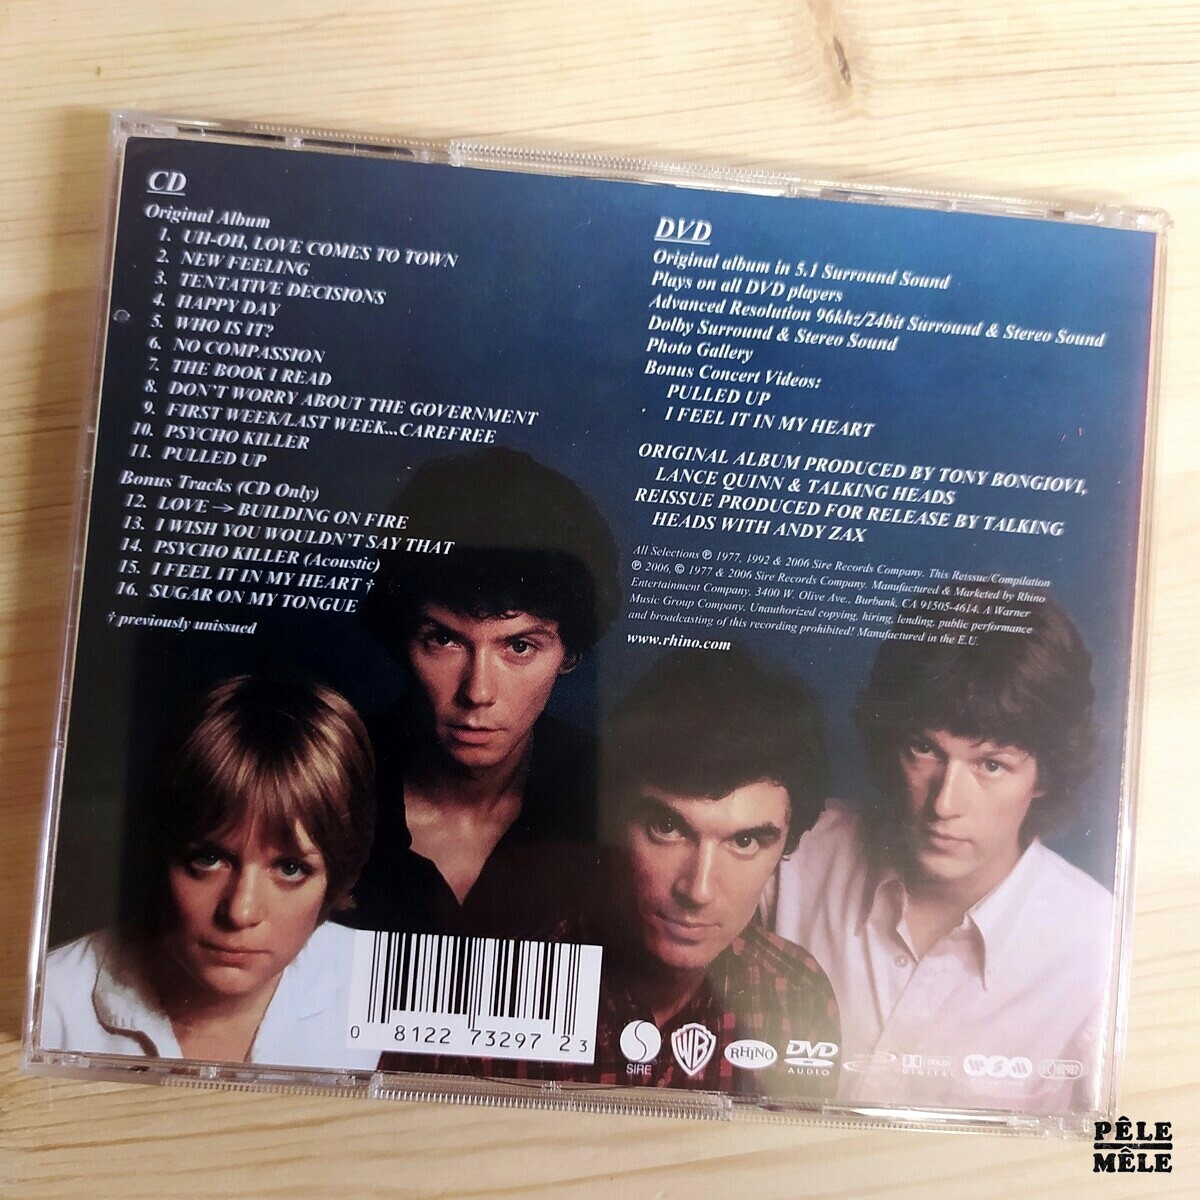 CD
Original Album
1. UH-OH, LOVE COMES TO TOWN
2. NEW FEELING
3. TENTATIVE DECISIONS
4. HAPPY DAY
5. WHO IS IT?
6. NO COMPASSION
7. THE BOOK I READ
8. DON'T WORRY ABOUT THE GOVERNMENT
9. FIRST WEEK/LAST WEEK...CAREFREE
10. PSYCHO KILLER
11. PULLED UP
Bonus Tracks (CD Only)
12. LOVE → BUILDING ON FIRE
13. I WISH YOU WOULDN'T SAY THAT
14. PSYCHO KILLER (Acoustic)
15. I FEEL IT IN MY HEART †
16. SUGAR ON MY TONGUE
† previously unissued
DVD
Original album in 5.1 Surround Sound
Plays on all DVD players
Advanced Resolution 96khz/24bit Surround & Stereo Sound
Dolby Surround & Stereo Sound
Photo Gallery
Bonus Concert Videos:
PULLED UP
I FEEL IT IN MY HEART
ORIGINAL ALBUM PRODUCED BY TONY BONGIOVI,
LANCE QUINN & TALKING HEADS
REISSUE PRODUCED FOR RELEASE BY TALKING
HEADS WITH ANDY ZAX
All Selections ℗ 1977, 1992 & 2006 Sire Records Company. This Reissue/Compilation
℗ 2006, © 1977 & 2006 Sire Records Company. Manufactured & Marketed by Rhino
Entertainment Company, 3400 W. Olive Ave., Burbank, CA 91505-4614. A Warner
Music Group Company. Unauthorized copying, hiring, lending, public performance
and broadcasting of this recording prohibited! Manufactured in the E.U.
www.rhino.com
0 81227 3297 2 3
SIRE
WB
RHINO
DVD
AUDIO
DOLBY
DIGITAL
PÊLE
MÊLE